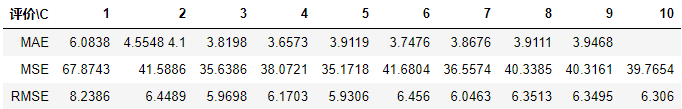 评价\C 1 2 3 4 5 6 7 8 9 10
MAE 6.0838 4.5548 4.1 3.8198 3.6573 3.9119 3.7476 3.8676 3.9111 3.9468
MSE 67.8743 41.5886 35.6386 38.0721 35.1718 41.6804 36.5574 40.3385 40.3161 39.7654
RMSE 8.2386 6.4489 5.9698 6.1703 5.9306 6.456 6.0463 6.3513 6.3495 6.306